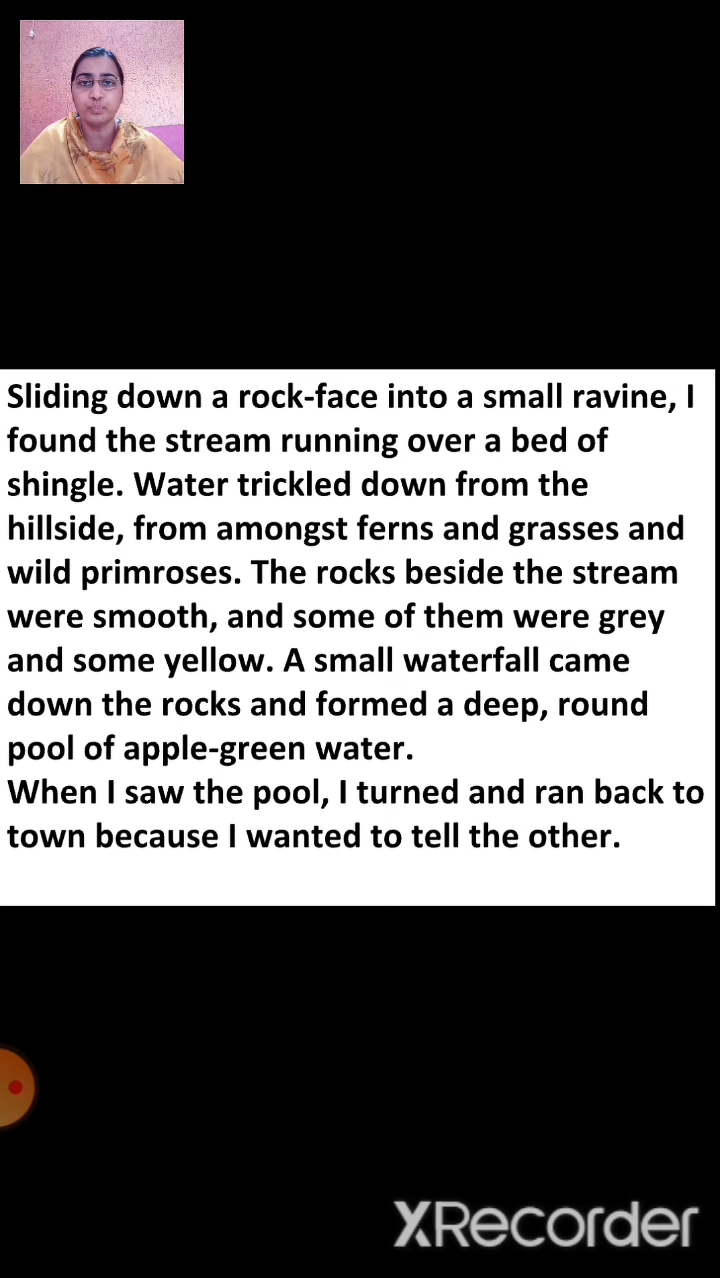 Sliding down a rock-face into a small ravine, I
found the stream running over a bed of
shingle. Water trickled down from the
hillside, from amongst ferns and grasses and
wild primroses. The rocks beside the stream
were smooth, and some of them were grey
and some yellow. A small waterfall came
down the rocks and formed a deep, round
pool of apple-green water.
When I saw the pool, I turned and ran back to
town because I wanted to tell the other.
XRecorder